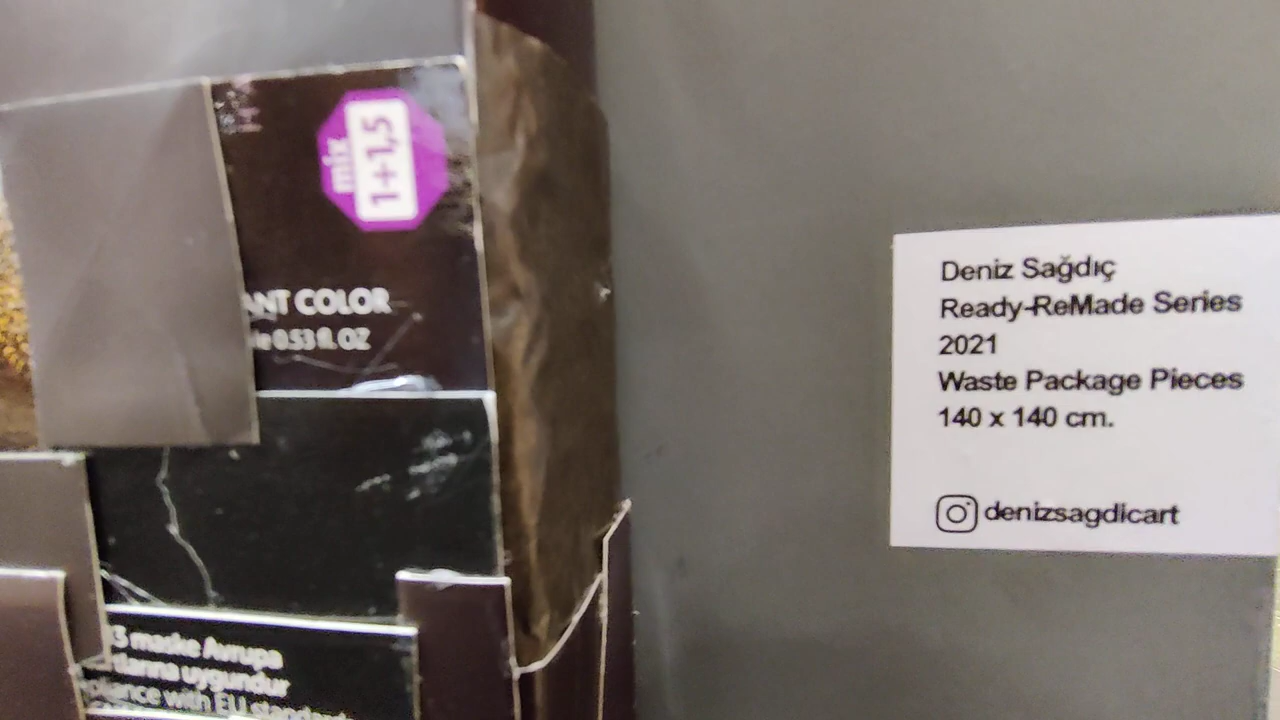 mix
1+1,5
ANT COLOR
0.53 fl. OZ
3 maske Avrupa
uygundur
with EU
Deniz Sağdıç
Ready-ReMade Series
2021
Waste Package Pieces
140 x 140 cm.
denizsagdicart